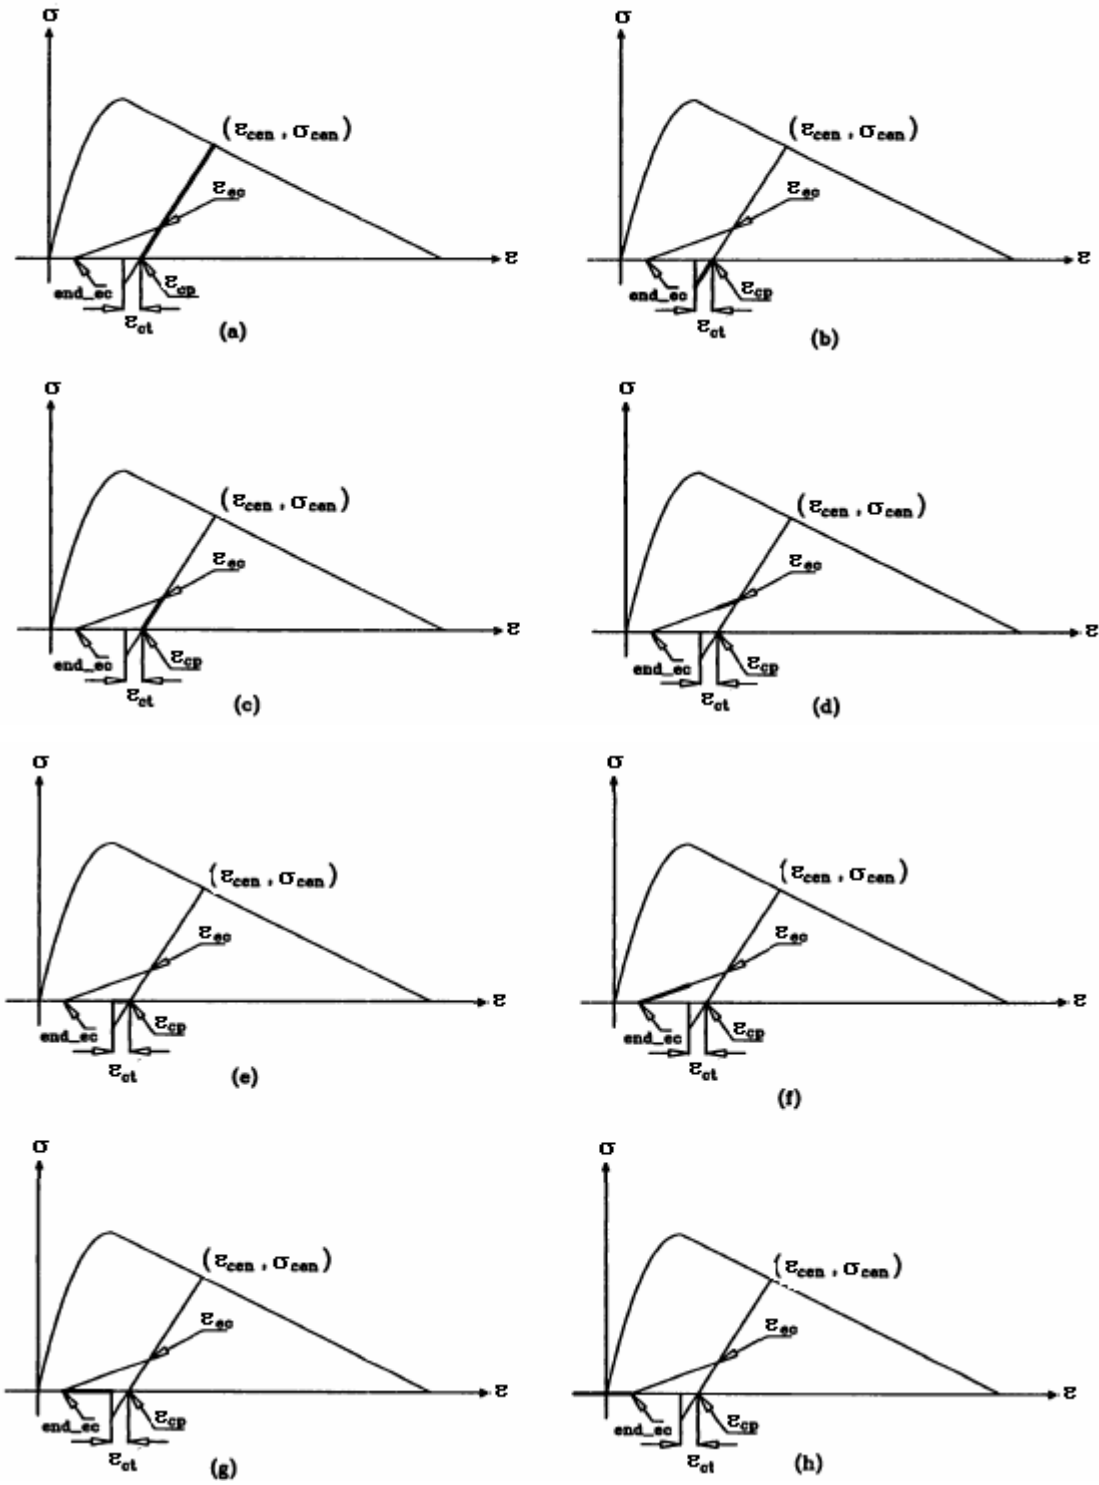 σ
(ε_cen , σ_cen)
ε_ec
ε
end_ec
ε_cp
ε_ct
(a)
σ
(ε_cen , σ_cen)
ε_ec
ε
end_ec
ε_cp
ε_ct
(b)
σ
(ε_cen , σ_cen)
ε_ec
ε
end_ec
ε_cp
ε_ct
(c)
σ
(ε_cen , σ_cen)
ε_ec
ε
end_ec
ε_cp
ε_ct
(d)
σ
(ε_cen , σ_cen)
ε_ec
ε
end_ec
ε_cp
ε_ct
(e)
σ
(ε_cen , σ_cen)
ε_ec
ε
end_ec
ε_cp
ε_ct
(f)
σ
(ε_cen , σ_cen)
ε_ec
ε
end_ec
ε_cp
ε_ct
(g)
σ
(ε_cen , σ_cen)
ε_ec
ε
end_ec
ε_cp
ε_ct
(h)